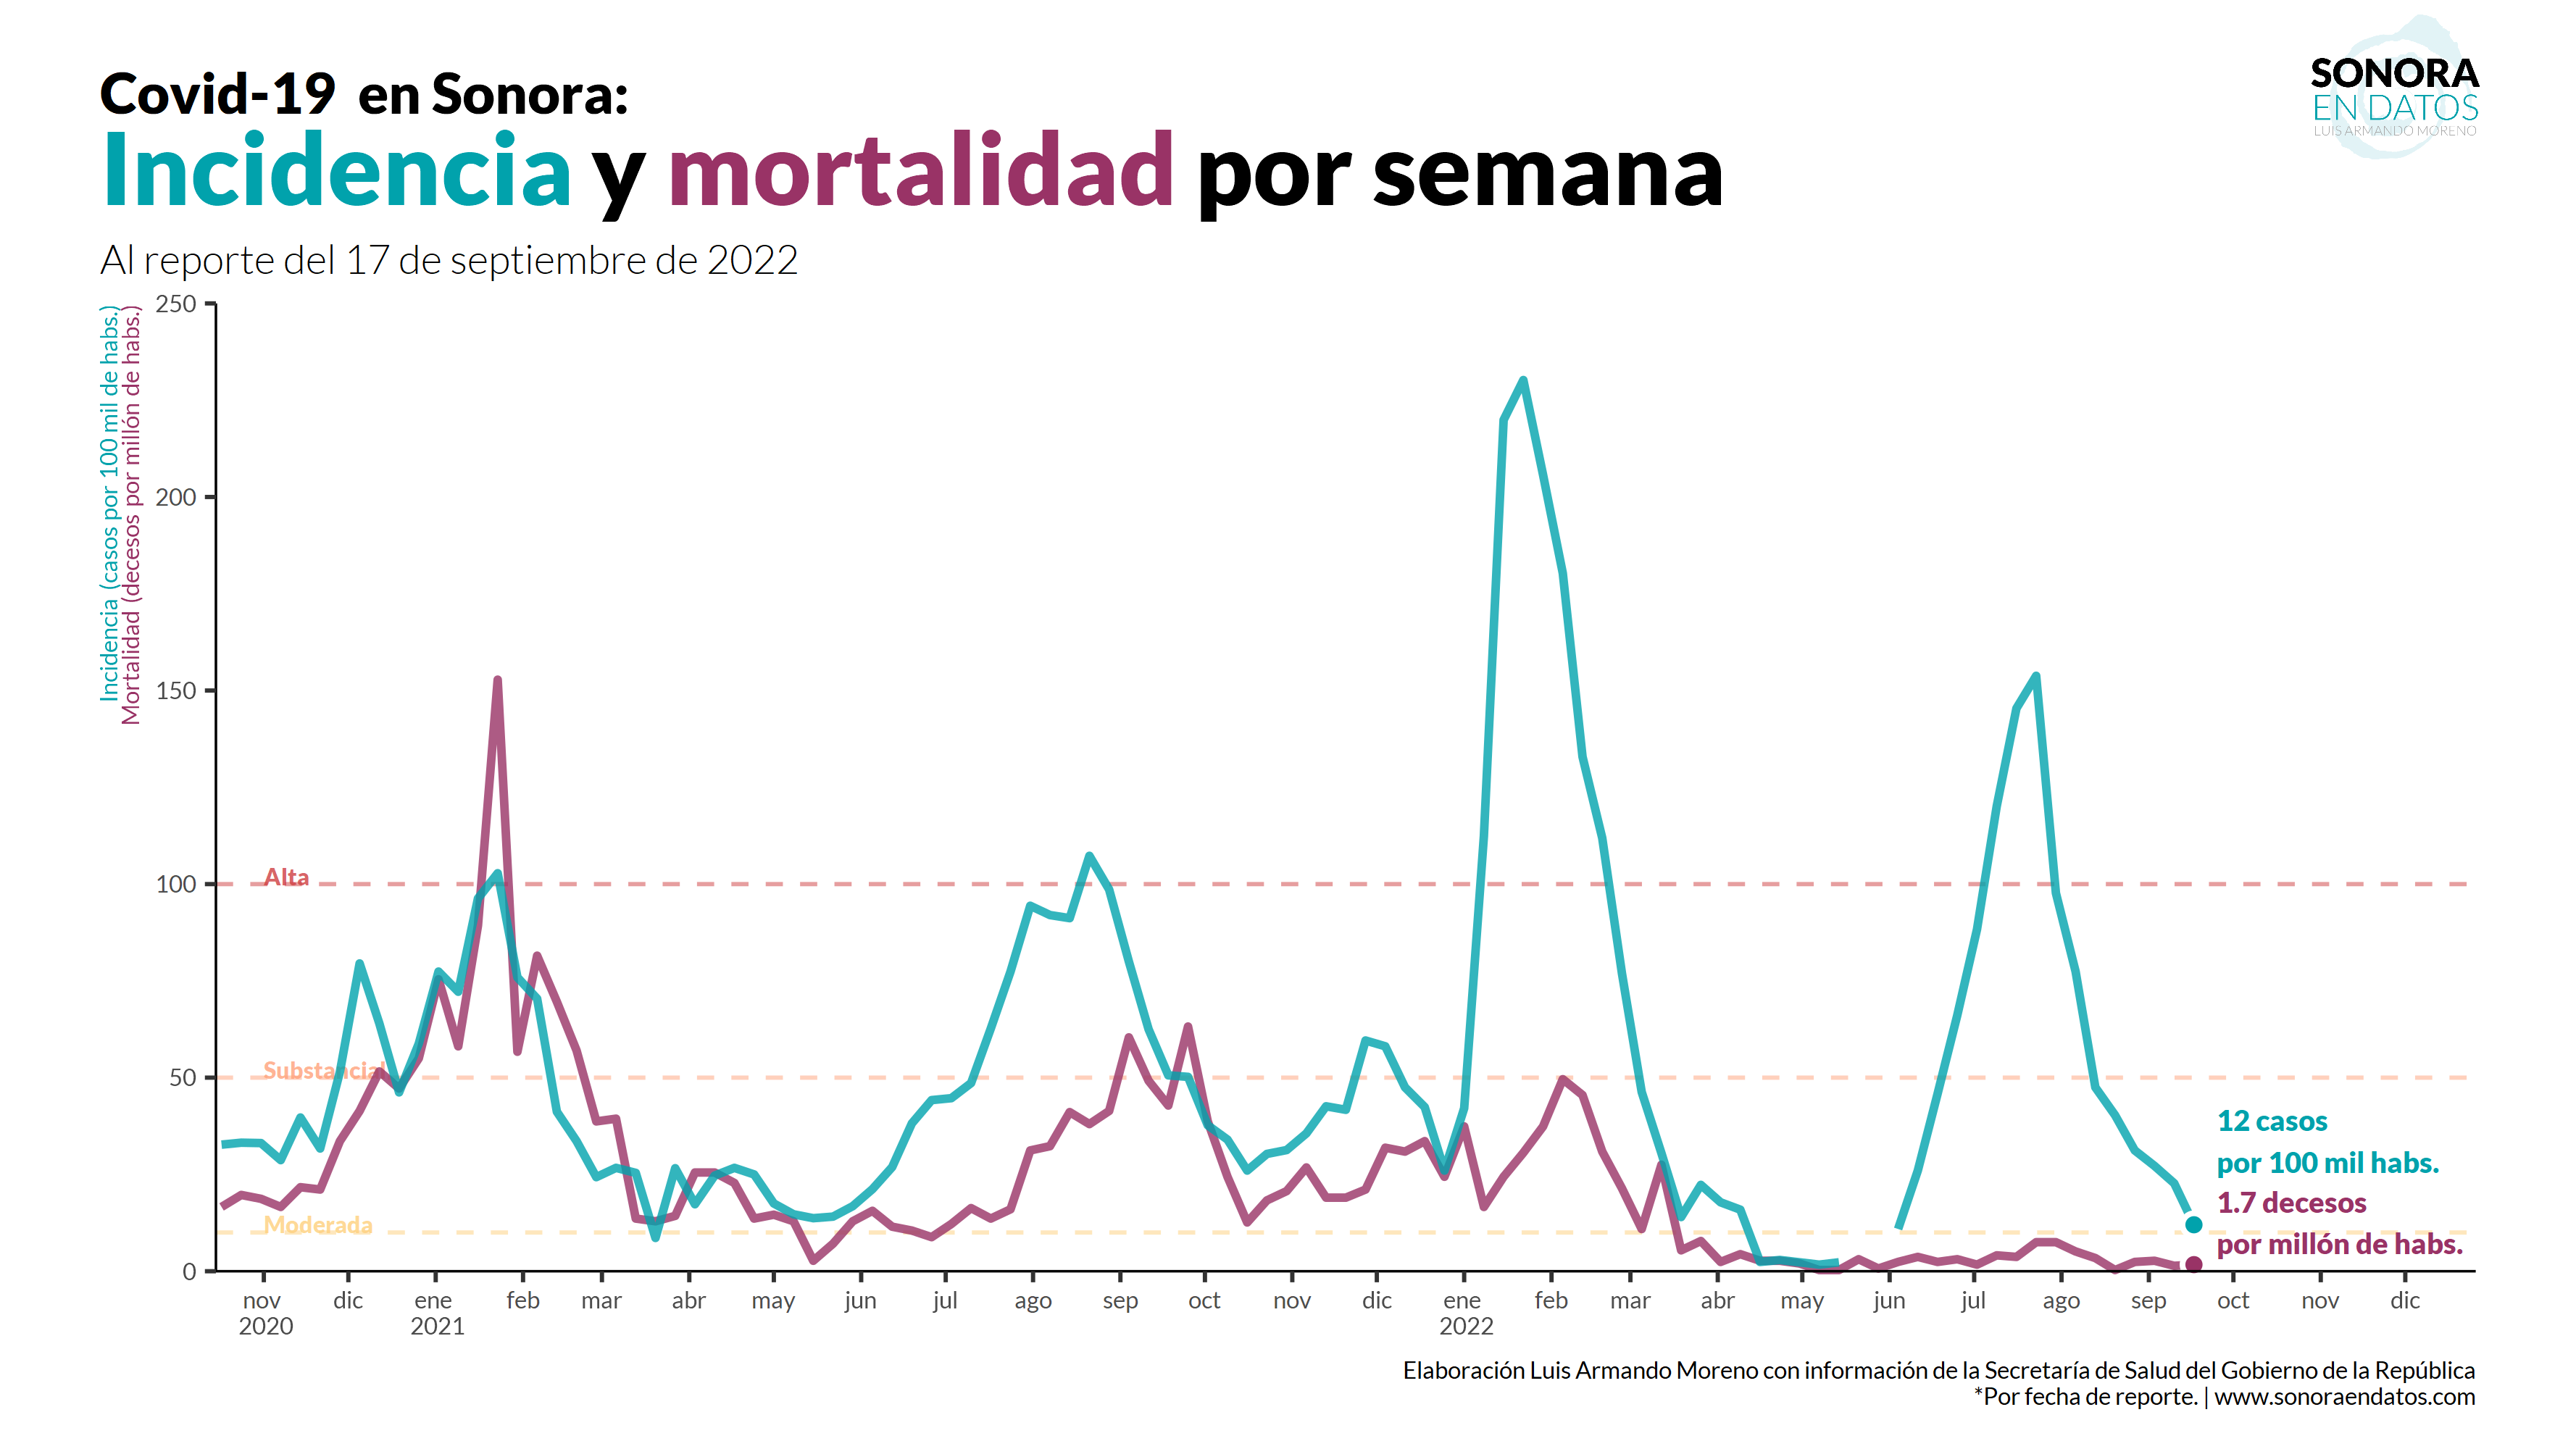 Covid-19 en Sonora:
Incidencia y mortalidad por semana
Al reporte del 17 de septiembre de 2022
SONORA
EN DATOS
LUIS ARMANDO MORENO
Incidencia (casos por 100 mil de habs.)
Mortalidad (decesos por millón de habs.)
250
200
150
100
50
0
Alta
Substancial
Moderada
12 casos
por 100 mil habs.
1.7 decesos
por millón de habs.
nov dic ene feb mar abr may jun jul ago sep oct nov dic ene feb mar abr may jun jul ago sep oct nov dic
2020 2021 2022
Elaboración Luis Armando Moreno con información de la Secretaría de Salud del Gobierno de la República
*Por fecha de reporte. | www.sonoraendatos.com